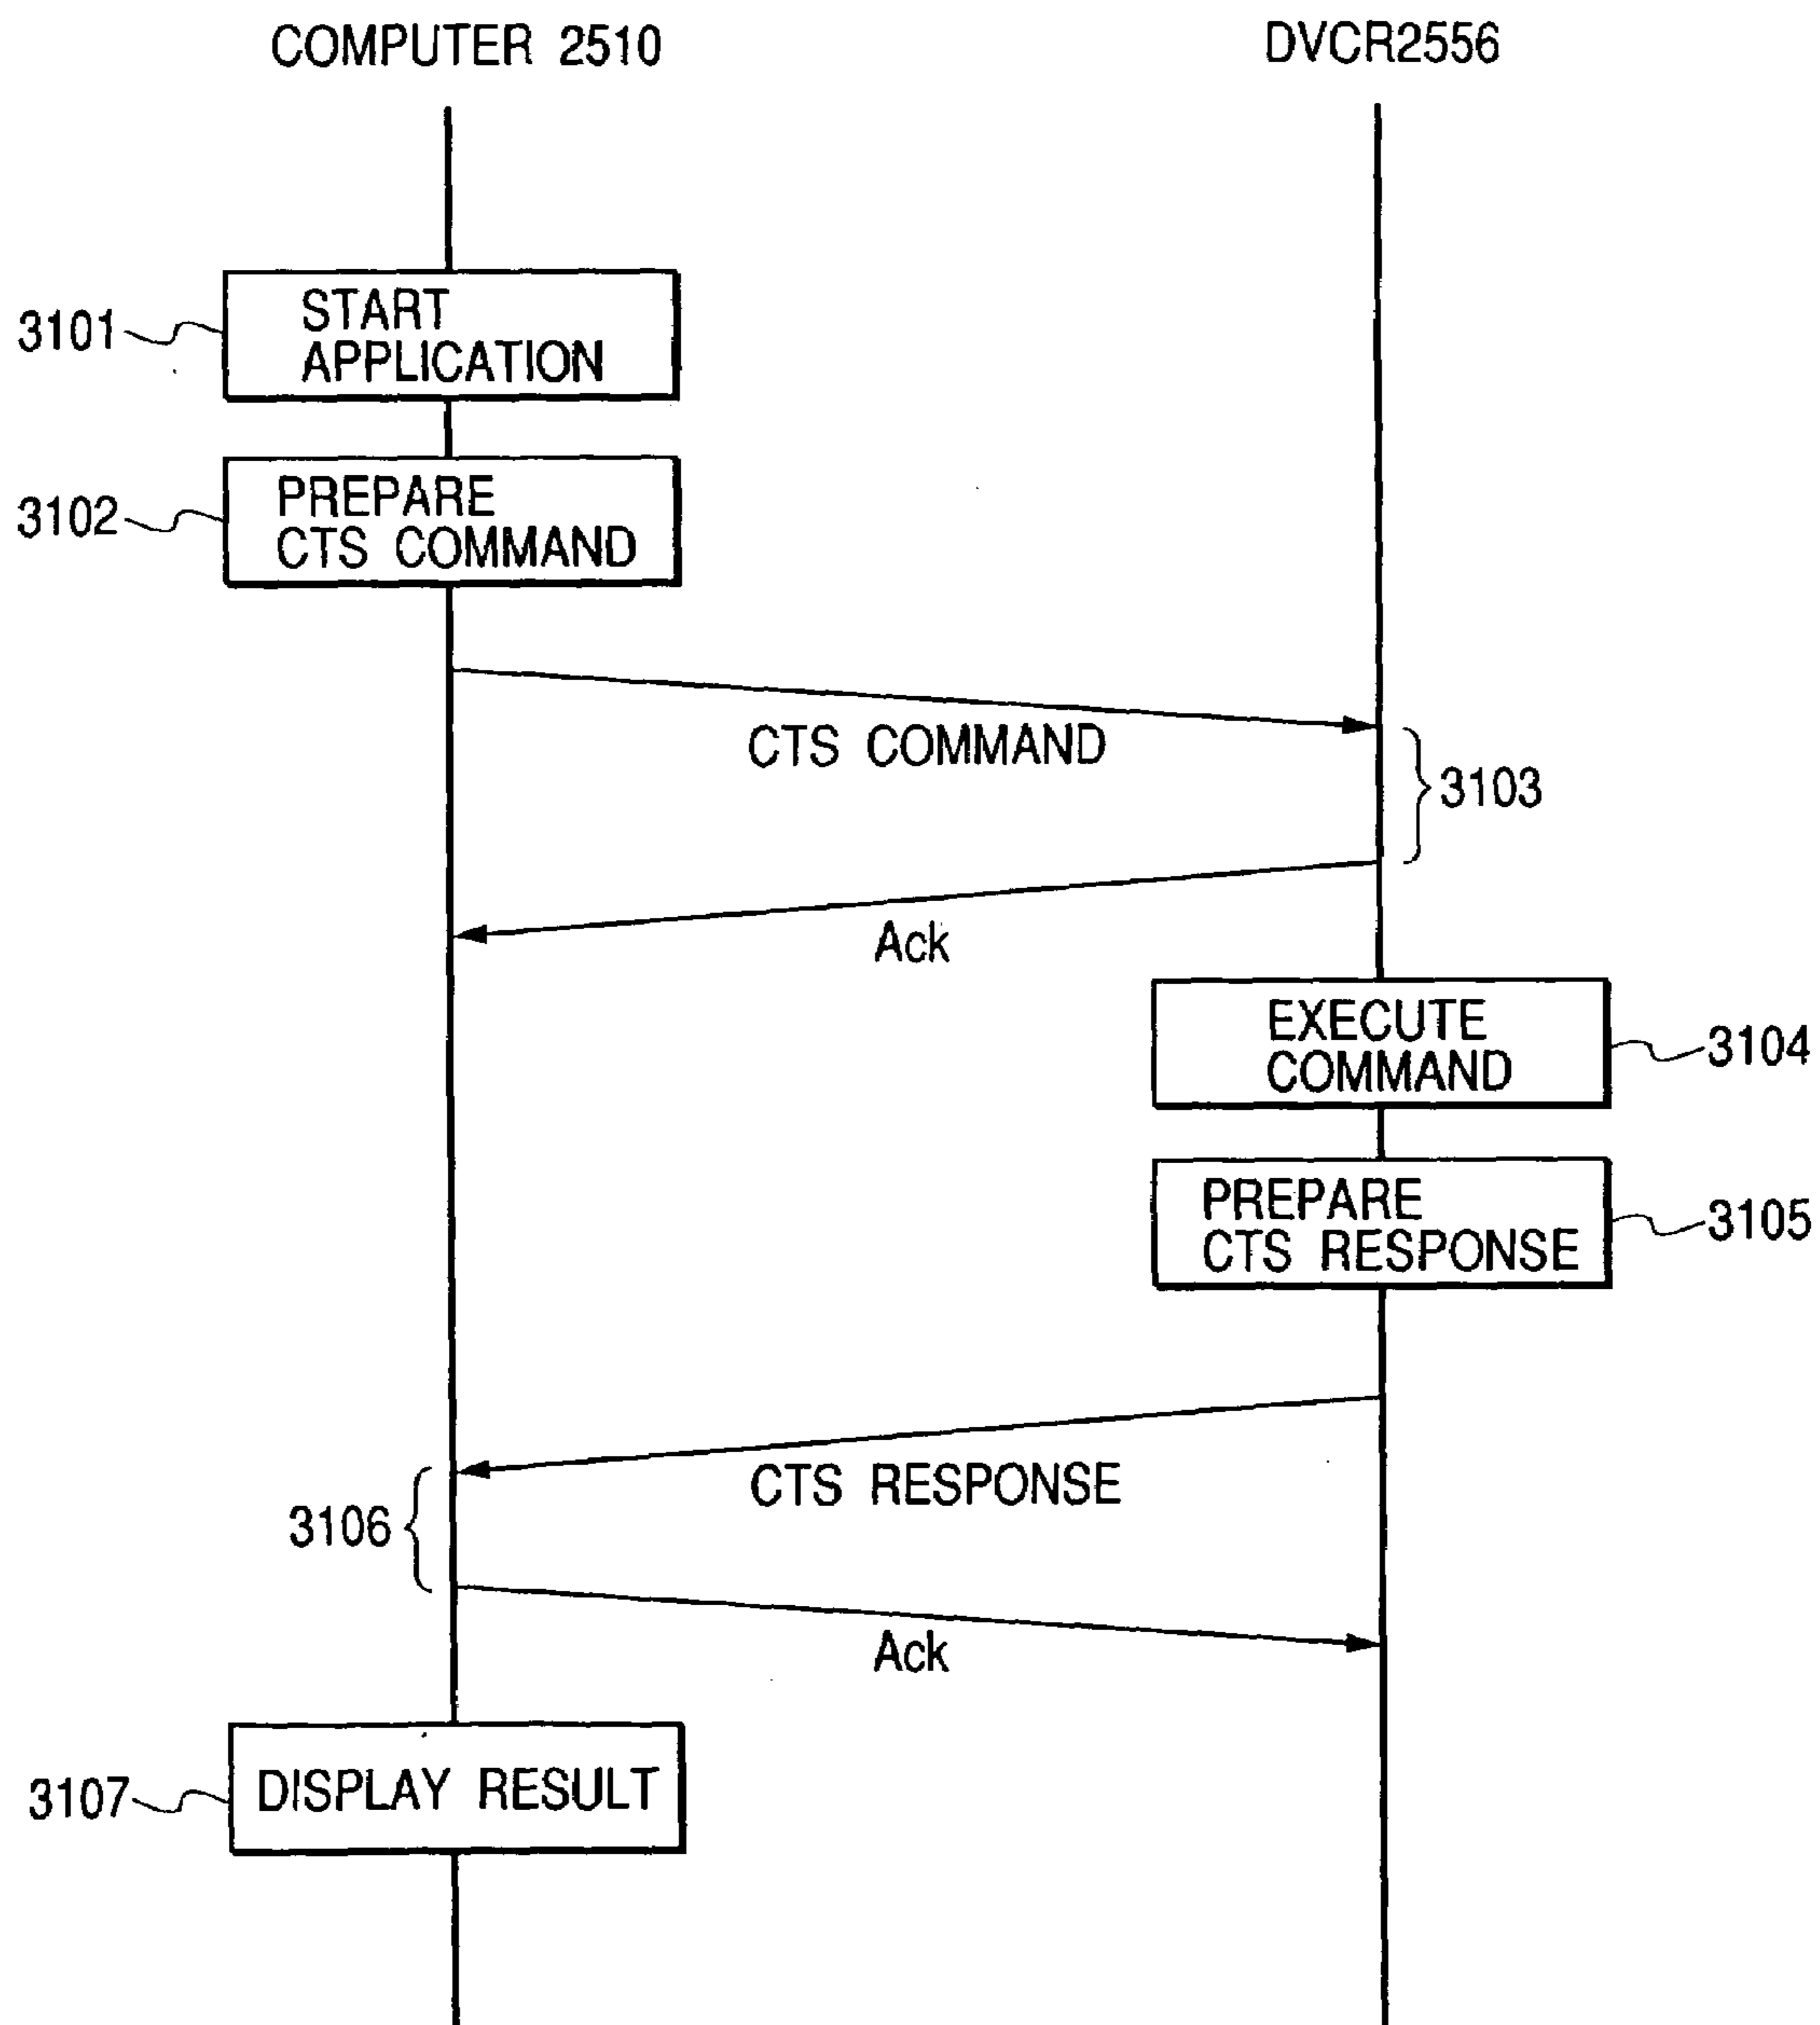 COMPUTER 2510
DVCR2556
START
APPLICATION
3101
PREPARE
CTS COMMAND
3102
CTS COMMAND
3103
Ack
EXECUTE
COMMAND
3104
PREPARE
CTS RESPONSE
3105
CTS RESPONSE
3106
Ack
DISPLAY RESULT
3107